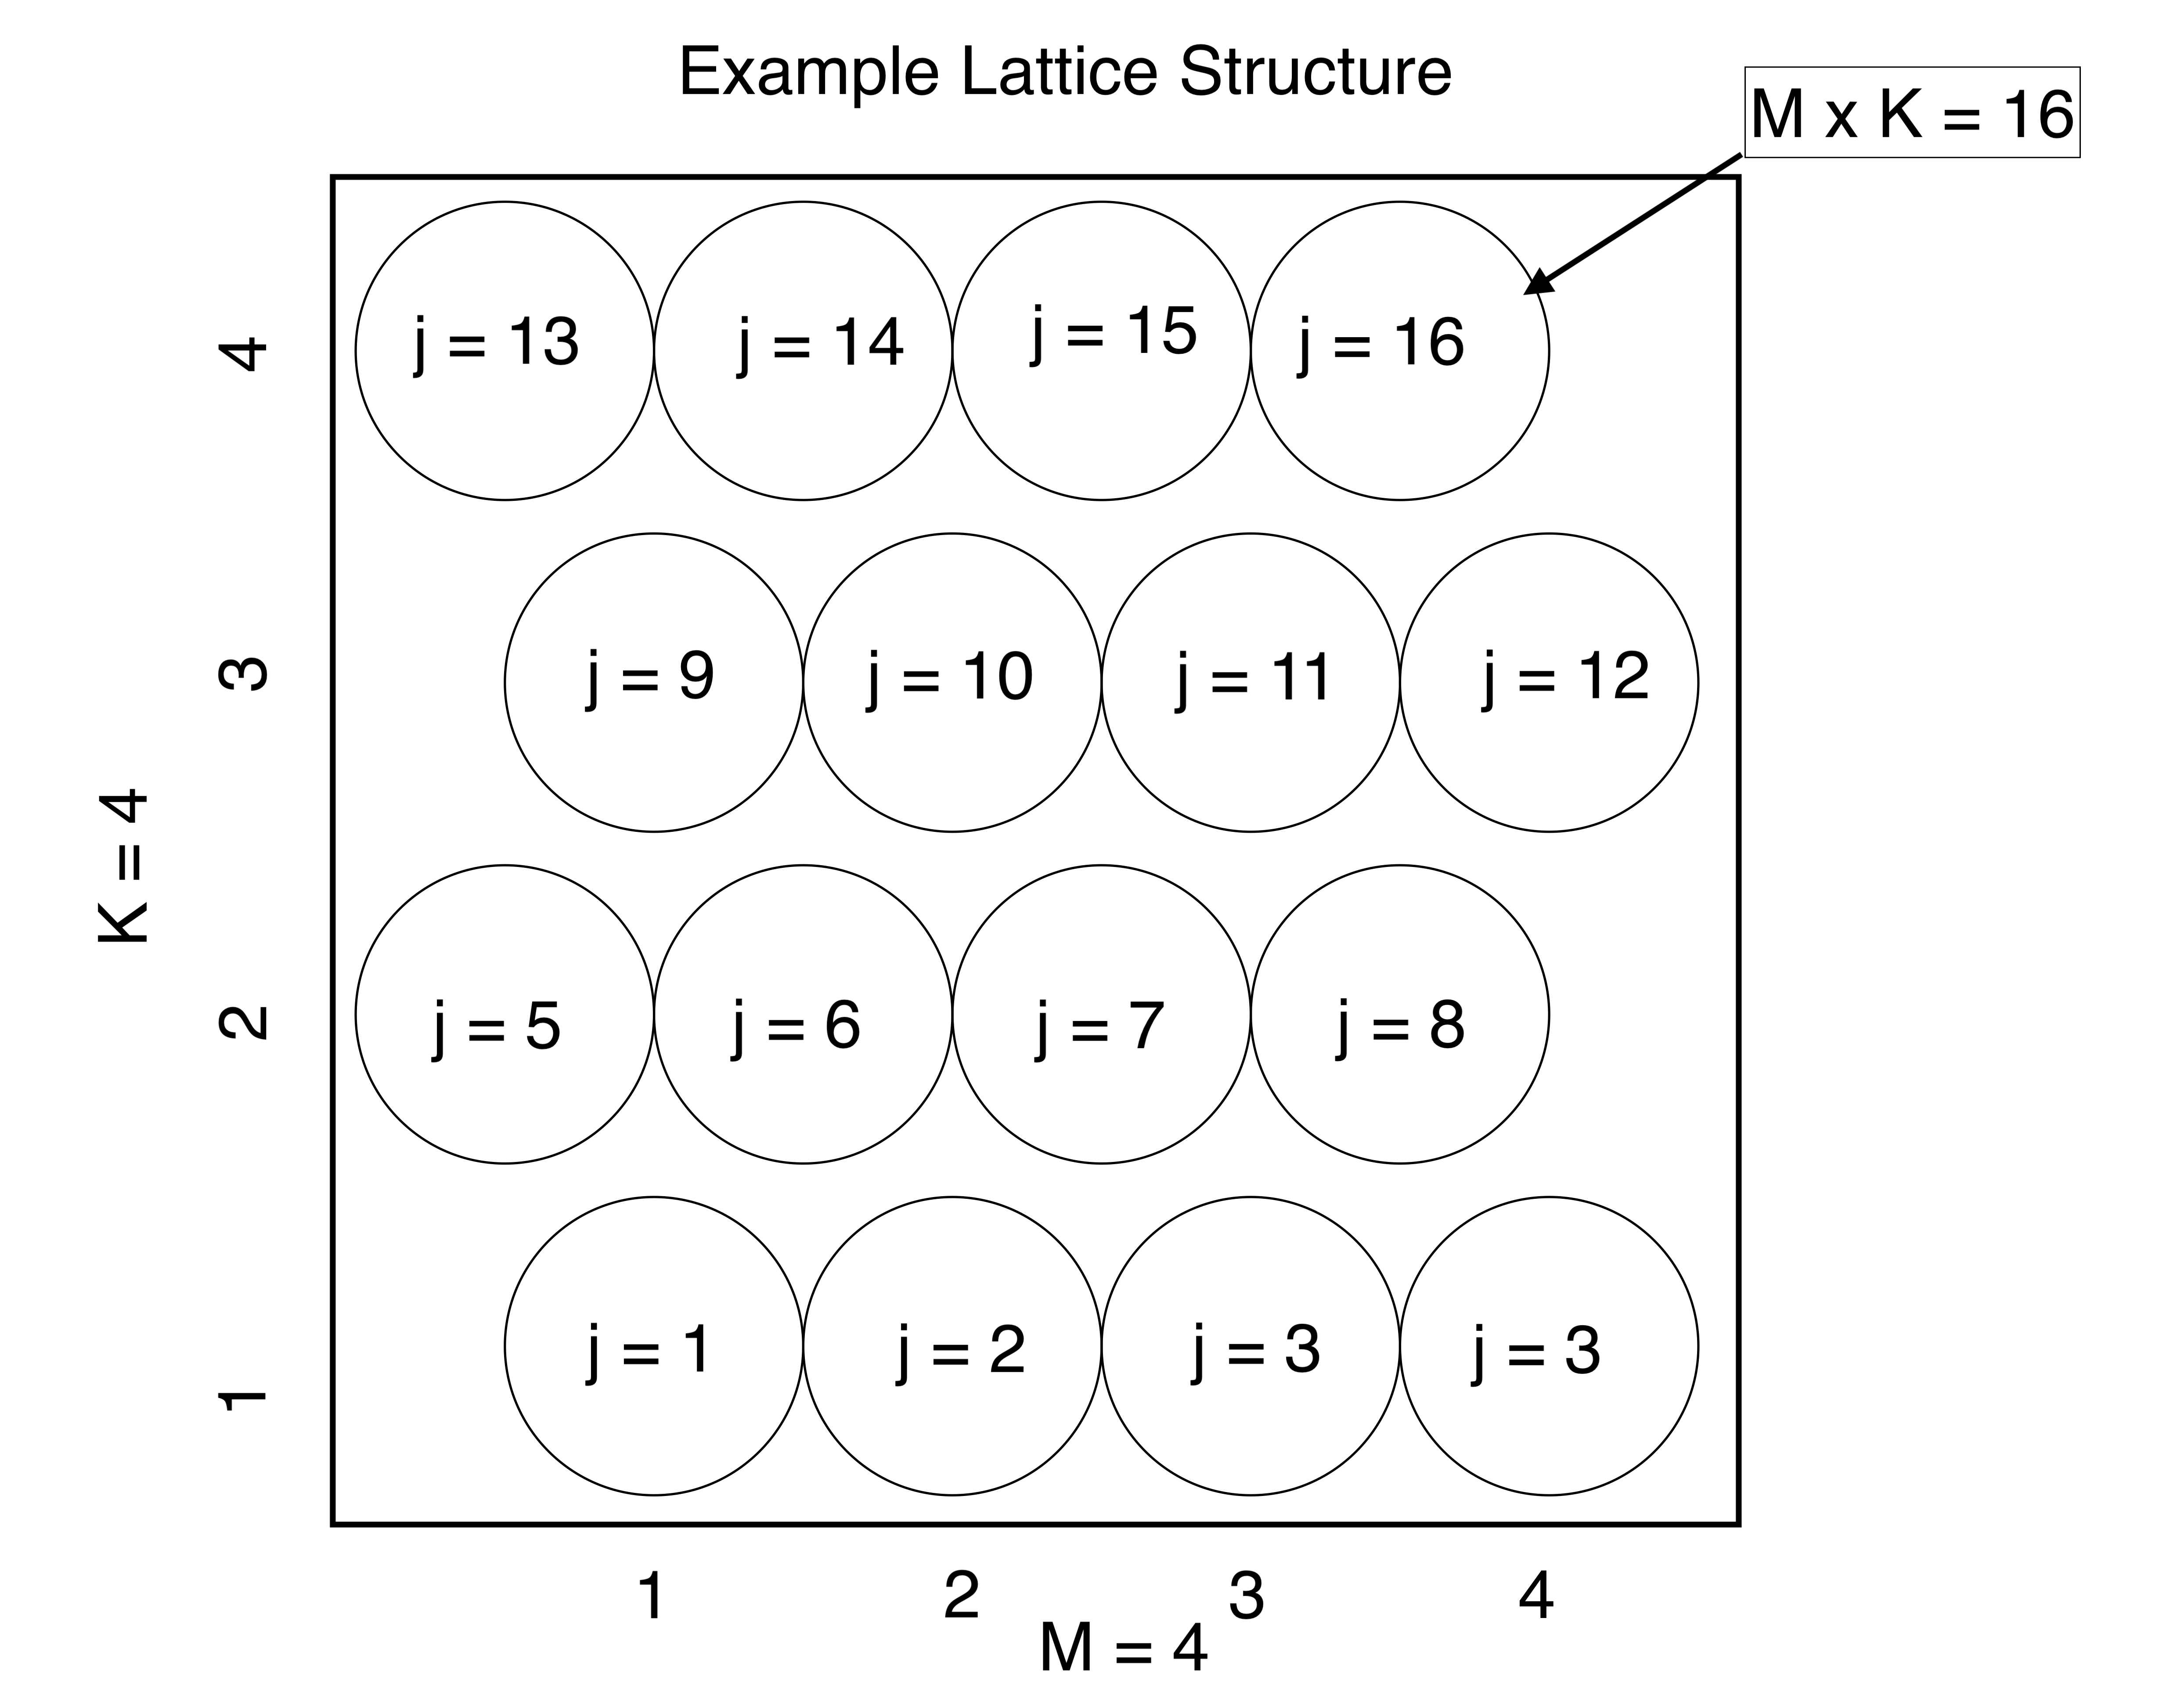 Example Lattice Structure
M x K = 16
4
j = 13
j = 14
j = 15
j = 16
3
j = 9
j = 10
j = 11
j = 12
K = 4
2
j = 5
j = 6
j = 7
j = 8
1
j = 1
j = 2
j = 3
j = 3
1
2
3
4
M = 4